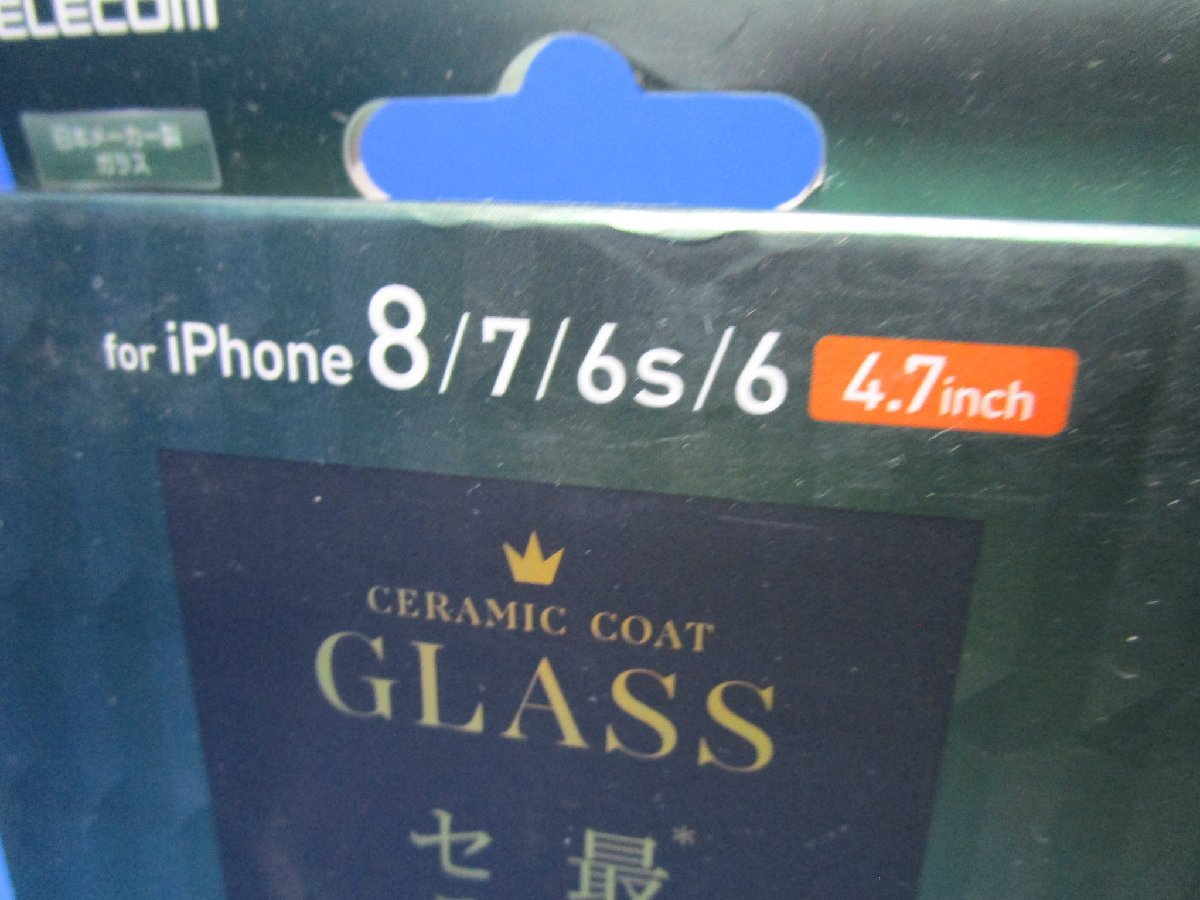 ELECOM
日本メーカー製
ガラス
for iPhone 8/7/6s/6 4.7inch
CERAMIC COAT
GLASS
最*
セ